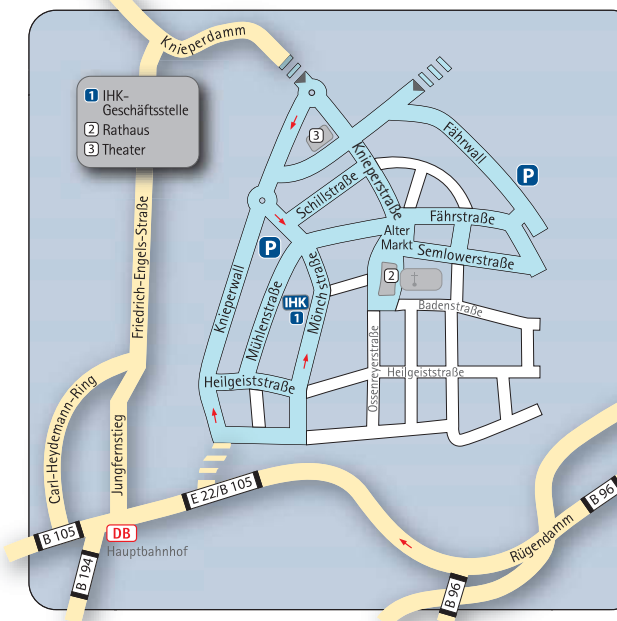 Knieperdamm
1 IHK-
Geschäftsstelle
2 Rathaus
3 Theater
3
Fährwall
P
Knieperstraße
Schillstraße
Fährstraße
Alter
Markt
Semlowerstraße
P
2
Friedrich-Engels-Straße
Knieperwall
Mühlenstraße
IHK
1
Mönchstraße
Badenstraße
Ossenreyerstraße
Heilgeiststraße
Heilgeiststraße
Carl-Heydemann-Ring
Jungfernstieg
E 22/B 105
B 105
DB
Hauptbahnhof
B 194
Rügendamm
B 96
B 96